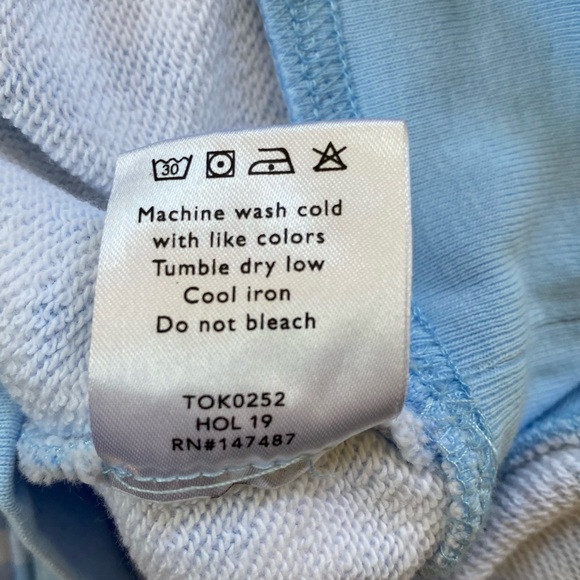 30
Machine wash cold
with like colors
Tumble dry low
Cool iron
Do not bleach
TOK0252
HOL 19
RN#147487